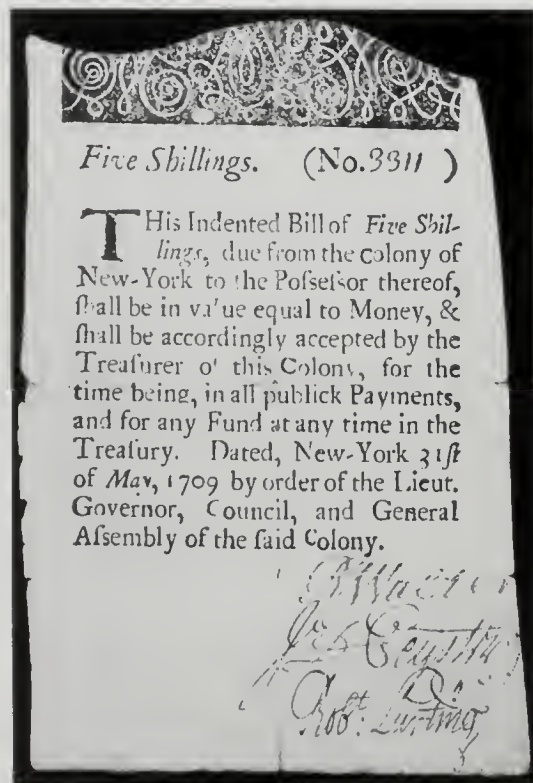 Five Shillings. (No. 3311 )
THis Indented Bill of Five Shil-
lings, due from the colony of
New-York to the Poſſeſſor thereof,
ſhall be in value equal to Money, &
ſhall be accordingly accepted by the
Treaſurer of this Colony, for the
time being, in all publick Payments,
and for any Fund at any time in the
Treaſury. Dated, New-York 31ſt
of May, 1709 by order of the Lieut.
Governor, Council, and General
Aſſembly of the ſaid Colony.
Robt. Lurting